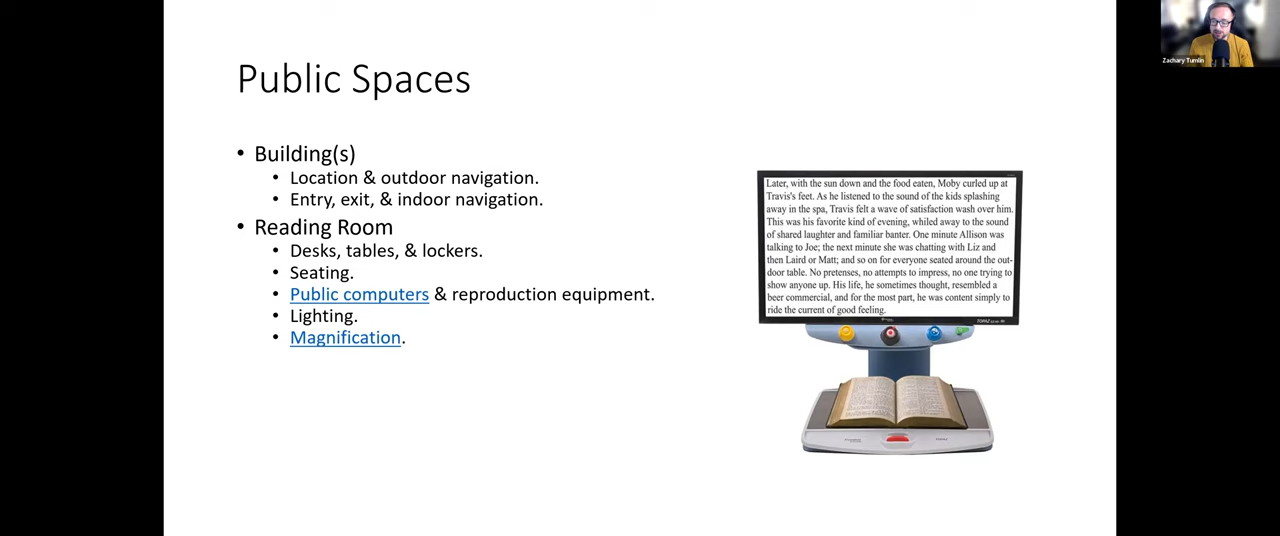 Public Spaces
• Building(s)
• Location & outdoor navigation.
• Entry, exit, & indoor navigation.
• Reading Room
• Desks, tables, & lockers.
• Seating.
• Public computers & reproduction equipment.
• Lighting.
• Magnification.
Later, with the sun down and the food eaten, Moby curled up at
Travis's feet. As he listened to the sound of the kids splashing
away in the spa, Travis felt a wave of satisfaction wash over him.
This was his favorite kind of evening, whiled away to the sound
of shared laughter and familiar banter. One minute Allison was
talking to Joe; the next minute she was chatting with Liz and
then Laird or Matt; and so on for everyone seated around the out-
door table. No pretenses, no attempts to impress, no one trying to
show anyone up. His life, he sometimes thought, resembled a
beer commercial, and for the most part, he was content simply to
ride the current of good feeling.
TOPAZ
Zachary Tumlin